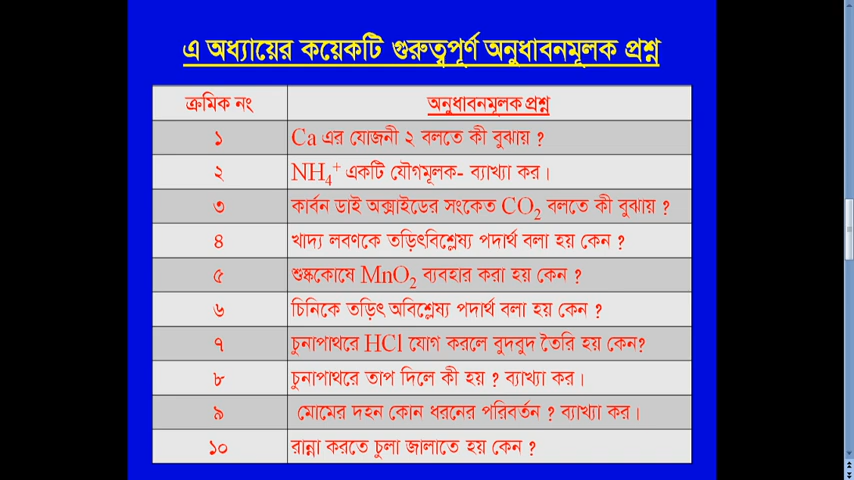 এ অধ্যায়ের কয়েকটি গুরুত্বপূর্ণ অনুধাবনমূলক প্রশ্ন
ক্রমিক নং অনুধাবনমূলক প্রশ্ন
১ Ca এর যোজনী ২ বলতে কী বুঝায় ?
২ NH₄⁺ একটি যৌগমূলক- ব্যাখ্যা কর।
৩ কার্বন ডাই অক্সাইডের সংকেত CO₂ বলতে কী বুঝায় ?
৪ খাদ্য লবণকে তড়িৎবিশ্লেষ্য পদার্থ বলা হয় কেন ?
৫ শুষ্ককোষে MnO₂ ব্যবহার করা হয় কেন ?
৬ চিনিকে তড়িৎ অবিশ্লেষ্য পদার্থ বলা হয় কেন ?
৭ চুনাপাথরে HCl যোগ করলে বুদবুদ তৈরি হয় কেন?
৮ চুনাপাথরে তাপ দিলে কী হয় ? ব্যাখ্যা কর।
৯ মোমের দহন কোন ধরনের পরিবর্তন ? ব্যাখ্যা কর।
১০ রান্না করতে চুলা জালাতে হয় কেন ?